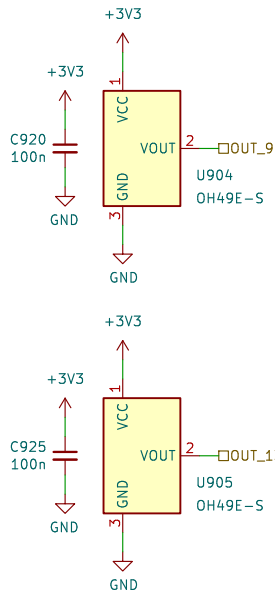 +3V3
+3V3
1
VCC
C920
100n
VOUT
2
OUT_9
U904
GND
OH49E-S
3
GND
GND
+3V3
+3V3
1
VCC
C925
100n
VOUT
2
OUT_1
U905
GND
OH49E-S
3
GND
GND